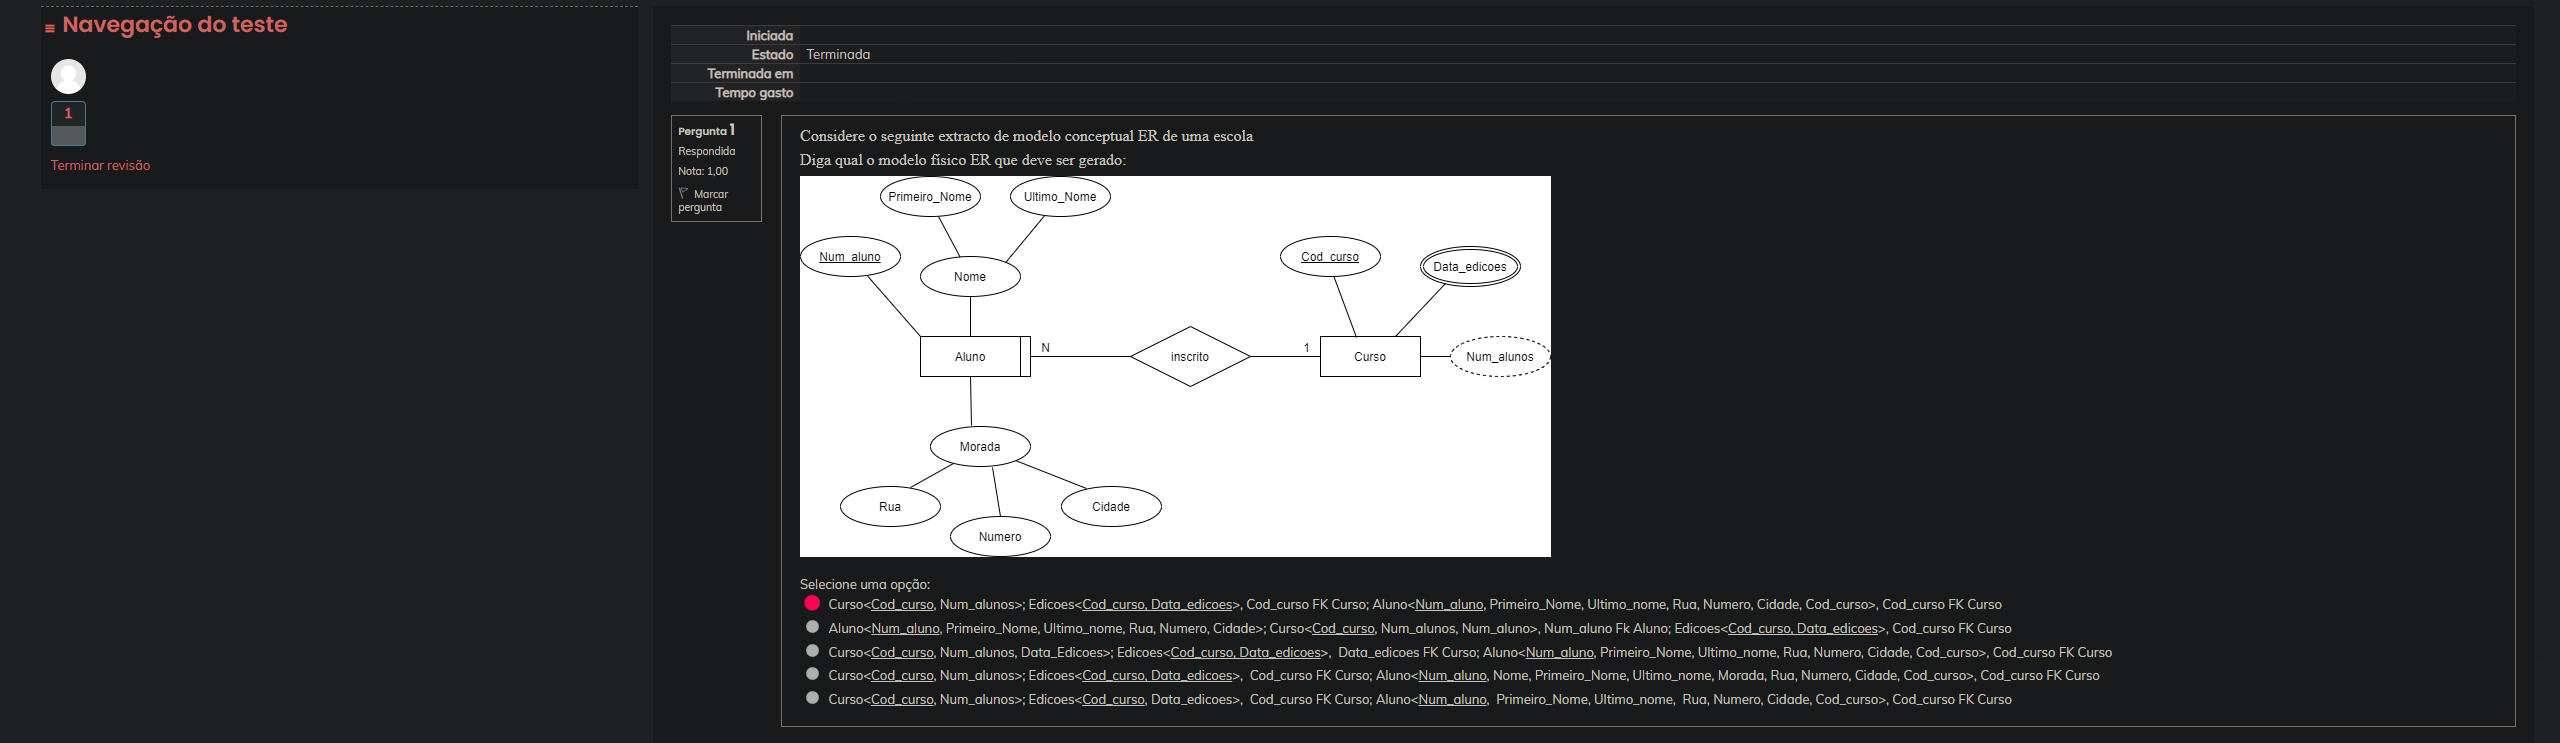 Navegação do teste
1
Terminar revisão
Iniciada
Estado Terminada
Terminada em
Tempo gasto
Pergunta 1
Respondida
Nota: 1,00
Marcar
pergunta
Considere o seguinte extracto de modelo conceptual ER de uma escola
Diga qual o modelo físico ER que deve ser gerado:
Primeiro_Nome
Ultimo_Nome
Num_aluno
Nome
Cod_curso
Data_edicoes
Aluno
N
inscrito
1
Curso
Num_alunos
Morada
Rua
Numero
Cidade
Selecione uma opção:
Curso<Cod_curso, Num_alunos>; Edicoes<Cod_curso, Data_edicoes>, Cod_curso FK Curso; Aluno<Num_aluno, Primeiro_Nome, Ultimo_nome, Rua, Numero, Cidade, Cod_curso>, Cod_curso FK Curso
Aluno<Num_aluno, Primeiro_Nome, Ultimo_nome, Rua, Numero, Cidade>; Curso<Cod_curso, Num_alunos, Num_aluno>, Num_aluno Fk Aluno; Edicoes<Cod_curso, Data_edicoes>, Cod_curso FK Curso
Curso<Cod_curso, Num_alunos, Data_Edicoes>; Edicoes<Cod_curso, Data_edicoes>, Data_edicoes FK Curso; Aluno<Num_aluno, Primeiro_Nome, Ultimo_nome, Rua, Numero, Cidade, Cod_curso>, Cod_curso FK Curso
Curso<Cod_curso, Num_alunos>; Edicoes<Cod_curso, Data_edicoes>, Cod_curso FK Curso; Aluno<Num_aluno, Nome, Primeiro_Nome, Ultimo_nome, Morada, Rua, Numero, Cidade, Cod_curso>, Cod_curso FK Curso
Curso<Cod_curso, Num_alunos>; Edicoes<Cod_curso, Data_edicoes>, Cod_curso FK Curso; Aluno<Num_aluno, Primeiro_Nome, Ultimo_nome, Rua, Numero, Cidade, Cod_curso>, Cod_curso FK Curso